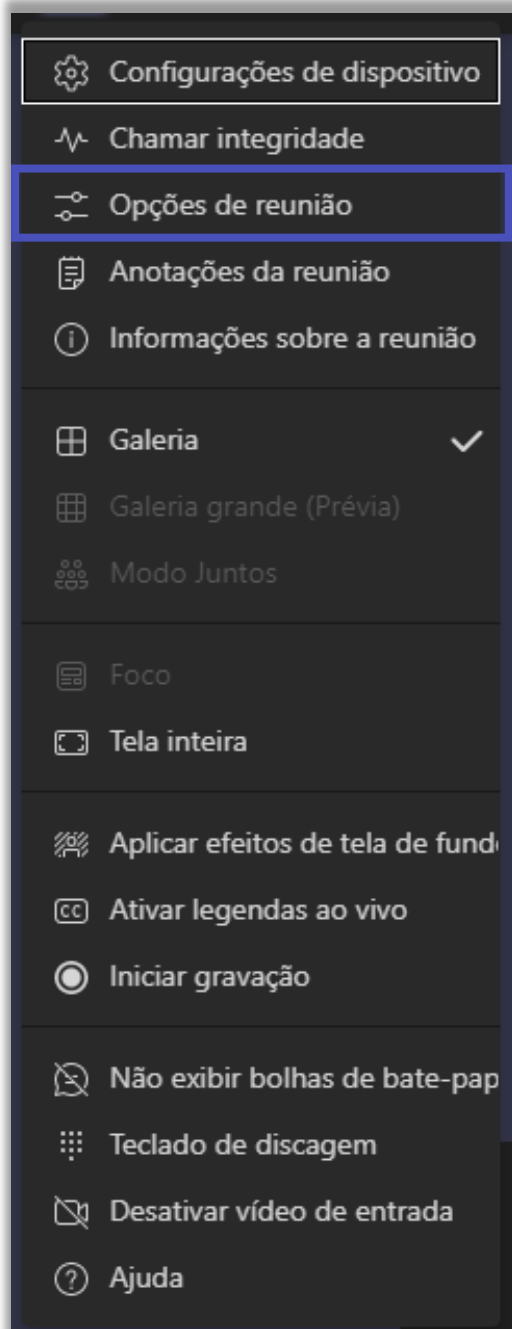 Configurações de dispositivo
Chamar integridade
Opções de reunião
Anotações da reunião
Informações sobre a reunião
Galeria
Galeria grande (Prévia)
Modo Juntos
Foco
Tela inteira
Aplicar efeitos de tela de fund
Ativar legendas ao vivo
Iniciar gravação
Não exibir bolhas de bate-pap
Teclado de discagem
Desativar vídeo de entrada
Ajuda